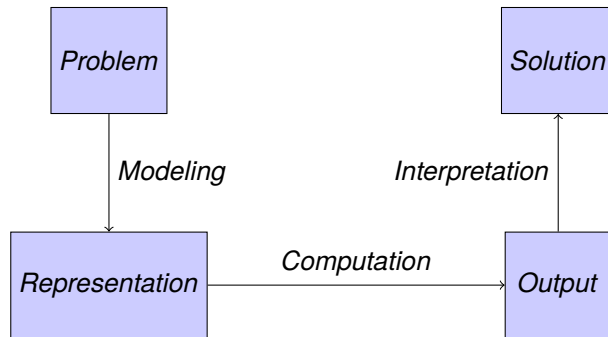 Problem
Solution
Modeling
Interpretation
Computation
Representation
Output